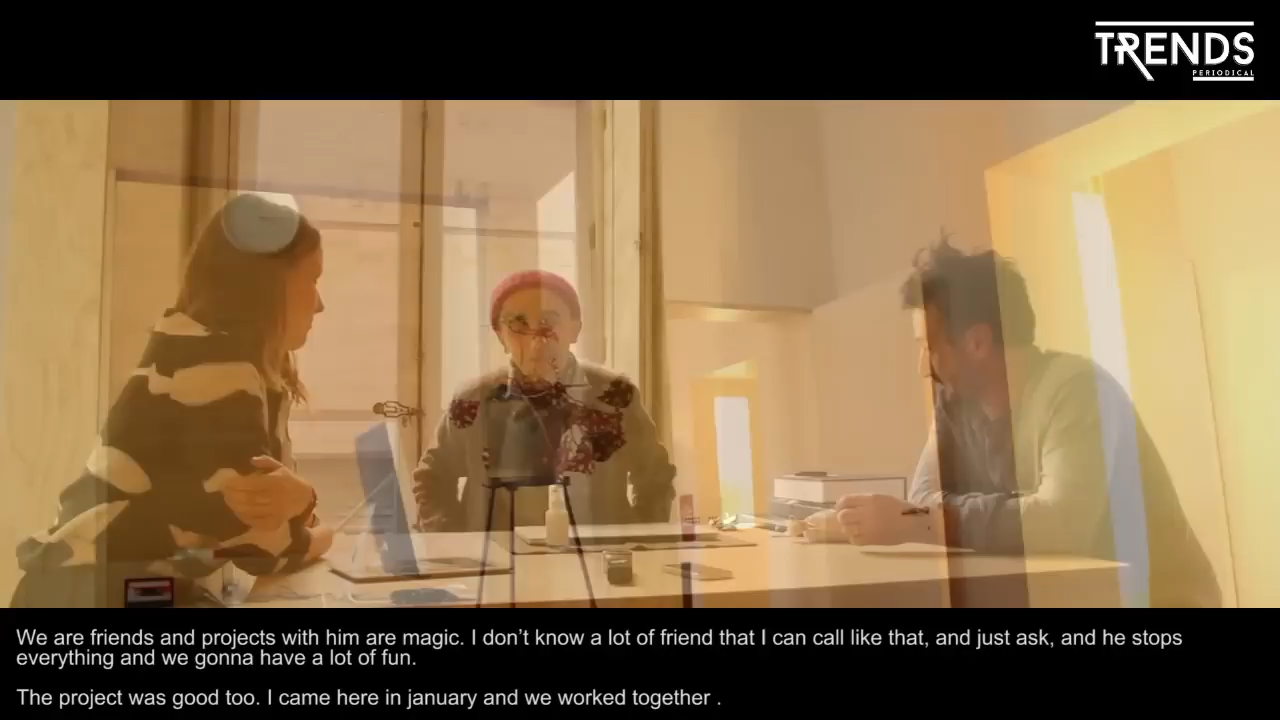 TRENDS
PERIODICAL
We are friends and projects with him are magic. I don’t know a lot of friend that I can call like that, and just ask, and he stops
everything and we gonna have a lot of fun.
The project was good too. I came here in january and we worked together .